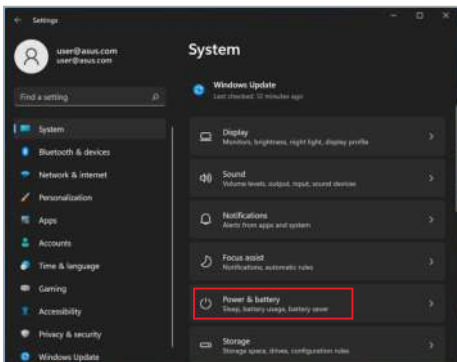 Settings
user@asus.com
user@asus.com
Find a setting
System
Bluetooth & devices
Network & internet
Personalization
Apps
Accounts
Time & language
Gaming
Accessibility
Privacy & security
Windows Update
System
Windows Update
Last checked: 12 minutes ago
Display
Monitors, brightness, night light, display profile
Sound
Volume levels, output, input, sound devices
Notifications
Alerts from apps and system
Focus assist
Notifications, automatic rules
Power & battery
Sleep, battery usage, battery saver
Storage
Storage space, drives, configuration rules